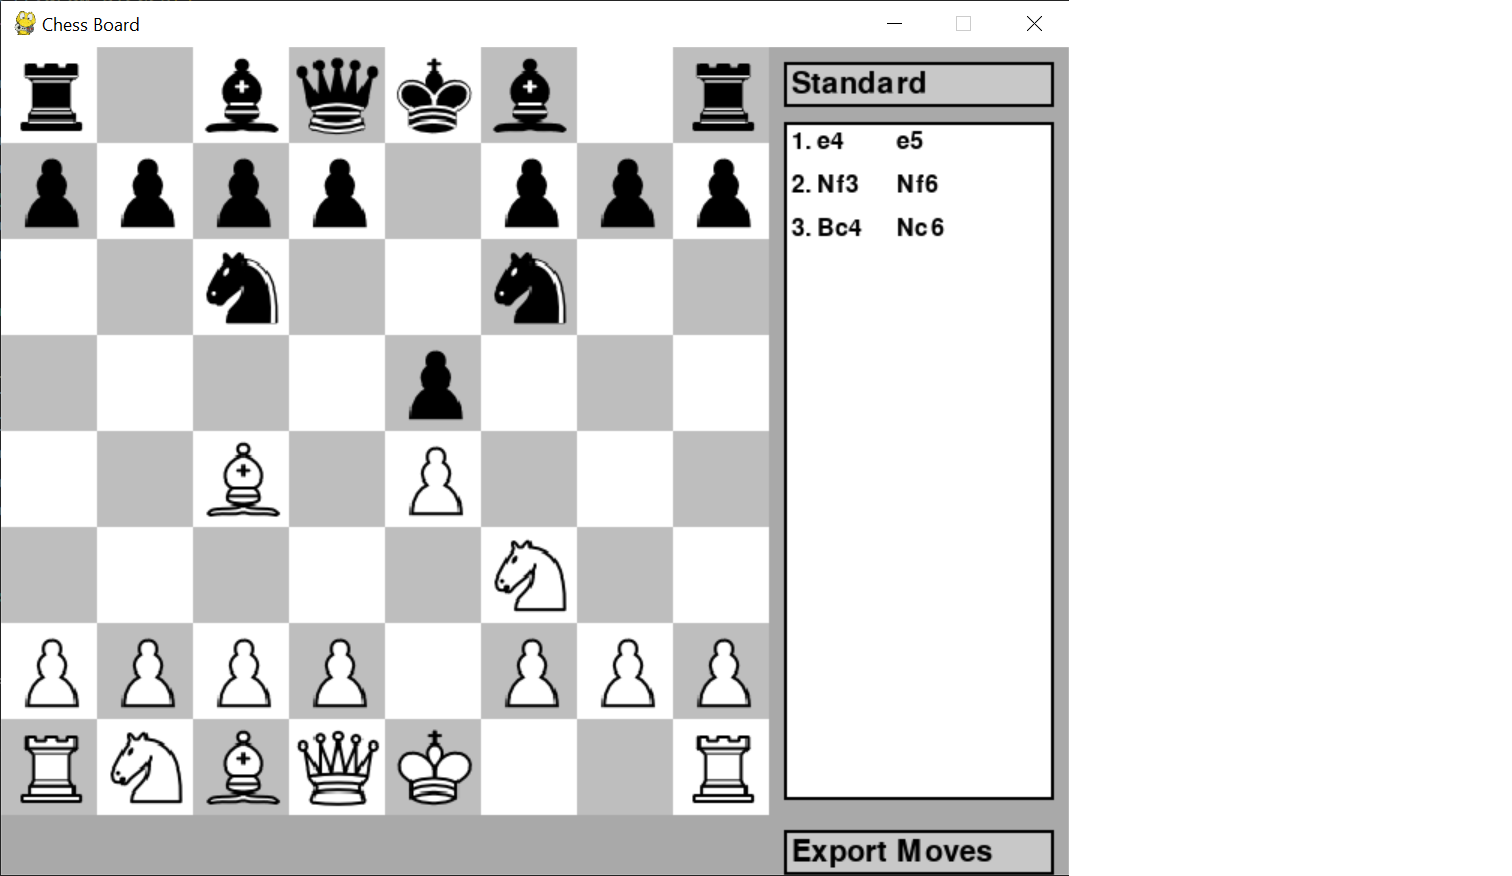 Chess Board
Standard
1. e4 e5
2. Nf3 Nf6
3. Bc4 Nc6
Export Moves